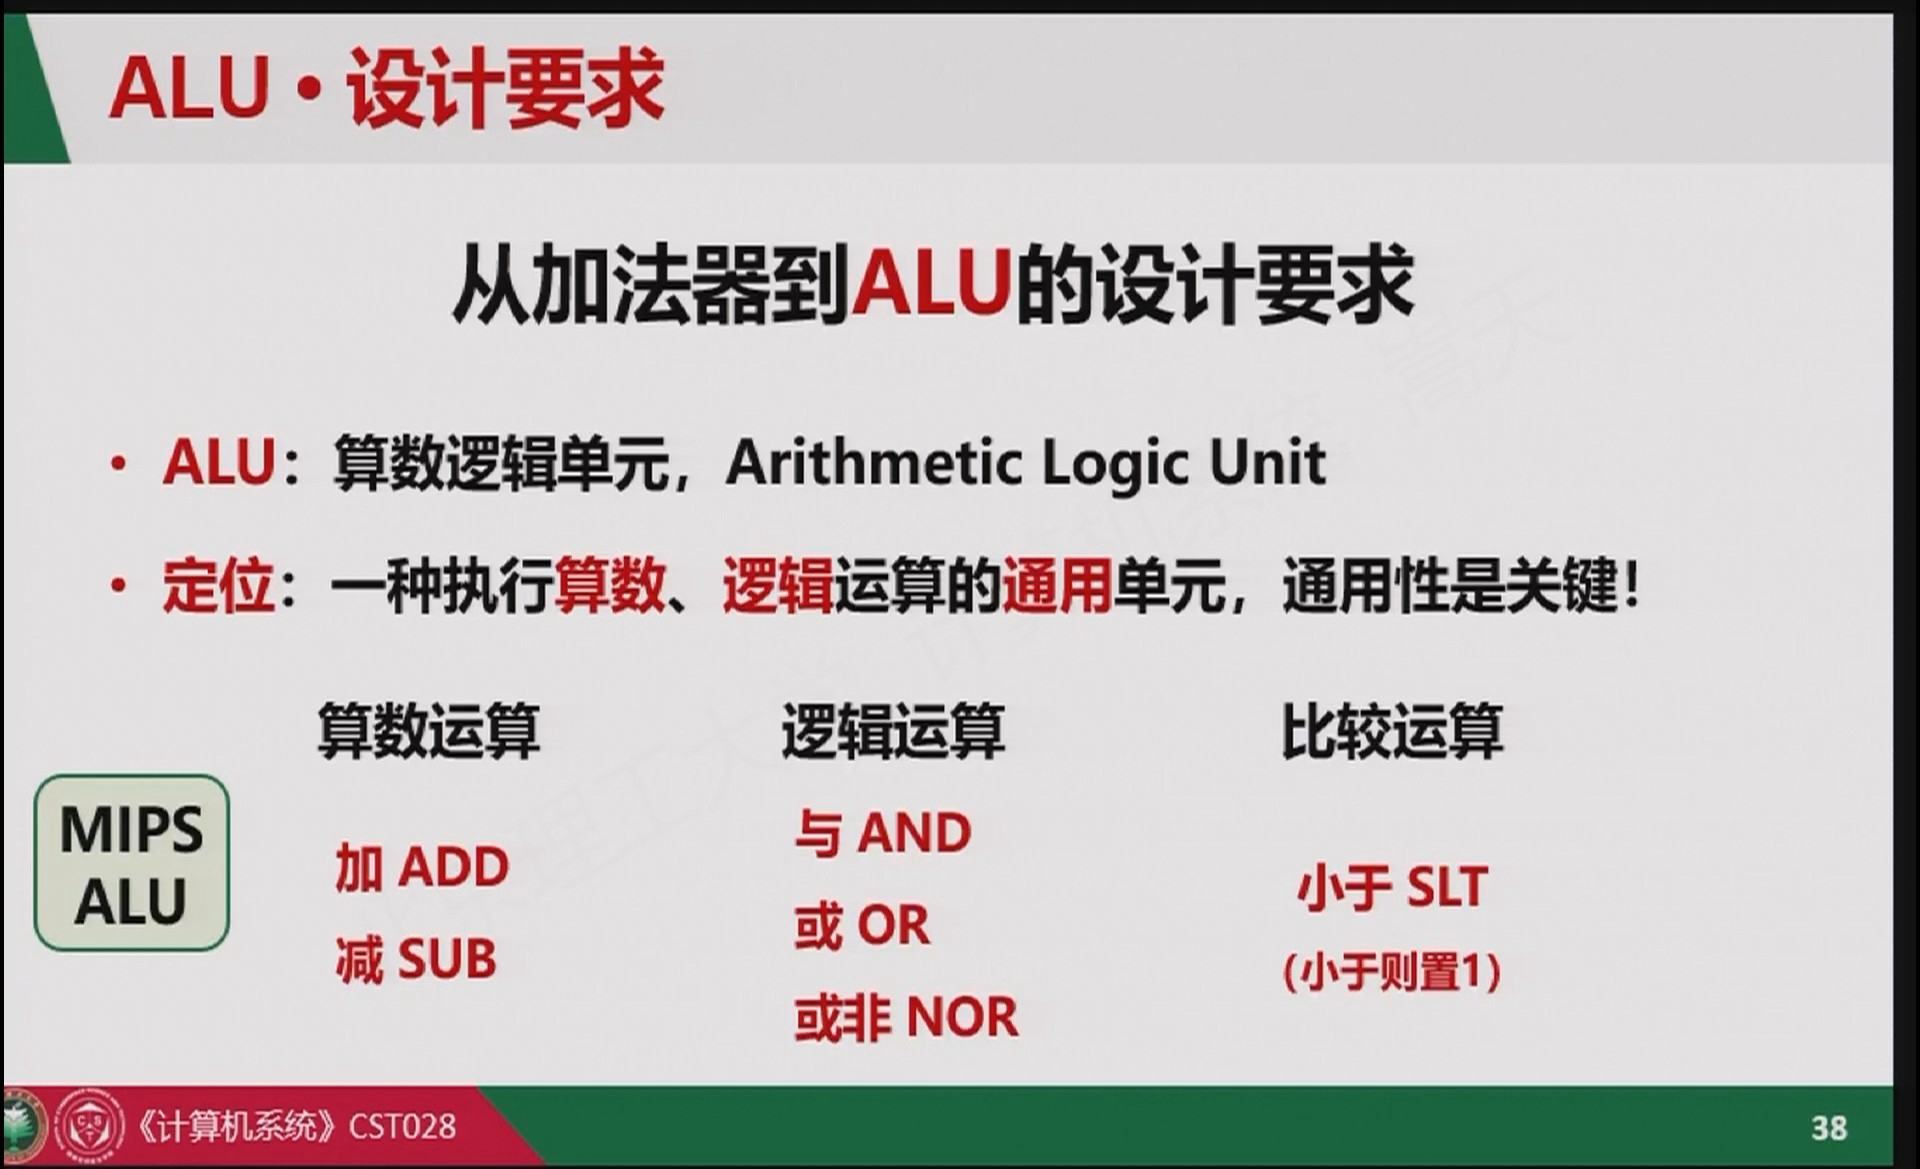 ALU•设计要求
从加法器到ALU的设计要求
• ALU：算数逻辑单元，Arithmetic Logic Unit
• 定位：一种执行算数、逻辑运算的通用单元，通用性是关键！
算数运算 逻辑运算 比较运算
MIPS
ALU
加 ADD
减 SUB
与 AND
或 OR
或非 NOR
小于 SLT
(小于则置1)
《计算机系统》CST028
38